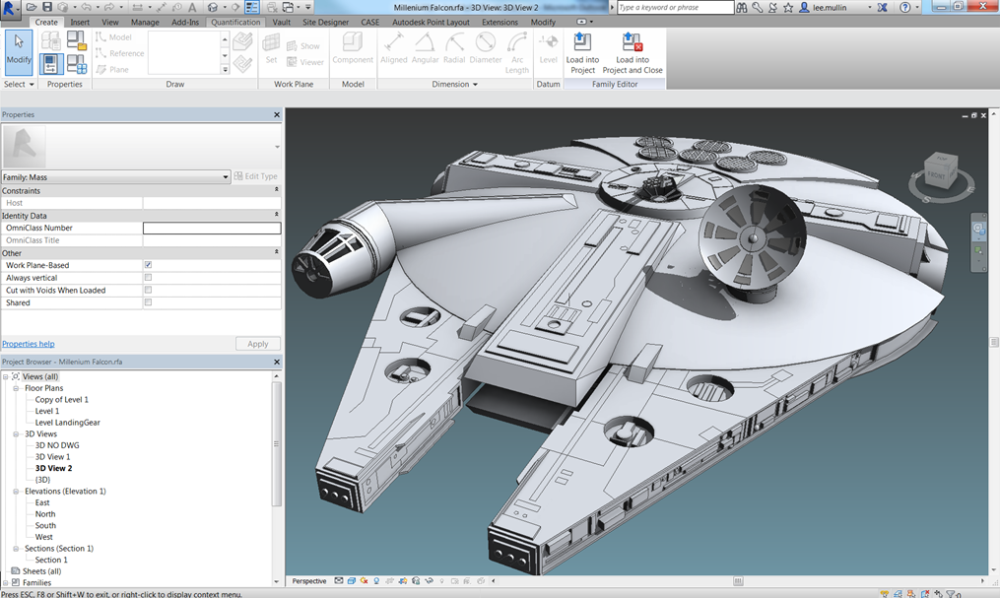 Millenium Falcon.rfa - 3D View: 3D View 2
Type a keyword or phrase
lee.mullin
Create Insert View Manage Add-Ins Quantification Vault Site Designer CASE Autodesk Point Layout Extensions Modify
Modify
Model
Reference
Plane
Set
Show
Viewer
Component
Aligned Angular Radial Diameter Arc Length
Level
Load into Project
Load into Project and Close
Select Properties Draw Work Plane Model Dimension Datum Family Editor
Properties
Family: Mass
Edit Type
Constraints
Host
Identity Data
OmniClass Number
OmniClass Title
Other
Work Plane-Based
Always vertical
Cut with Voids When Loaded
Shared
Properties help
Apply
Project Browser - Millenium Falcon.rfa
Views (all)
Floor Plans
Copy of Level 1
Level 1
Level LandingGear
3D Views
3D NO DWG
3D View 1
3D View 2
{3D}
Elevations (Elevation 1)
East
North
South
West
Sections (Section 1)
Section 1
Sheets (all)
Families
FRONT
Perspective
Press ESC, F8 or Shift+W to exit, or right-click to display context menu.